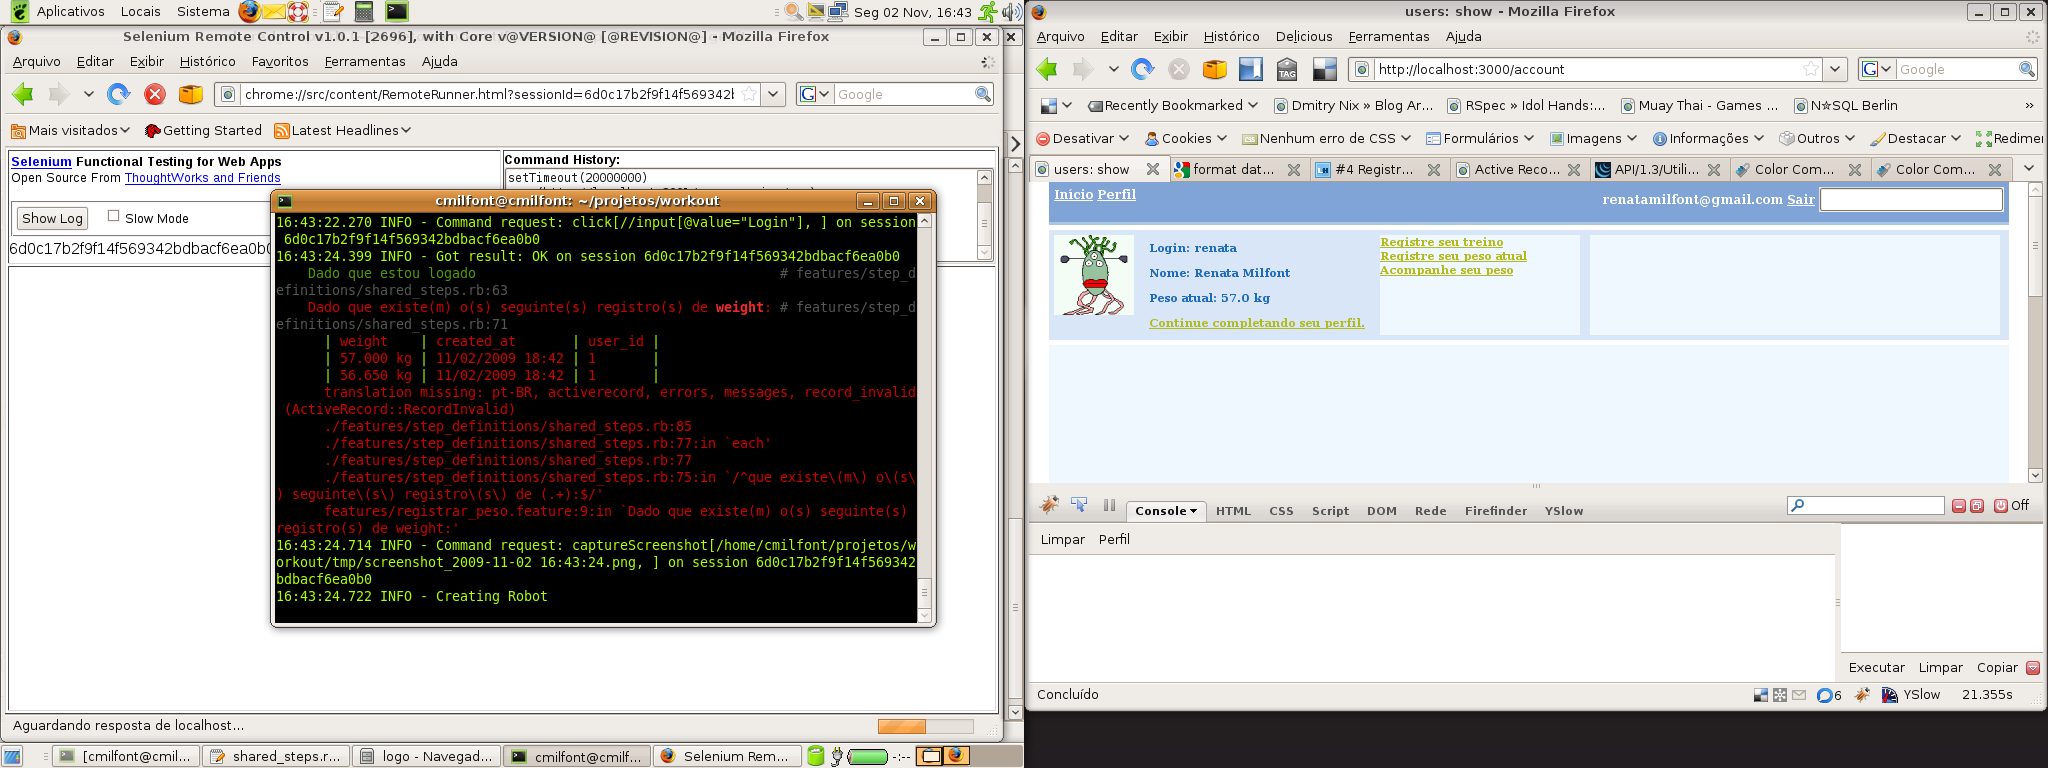 Aplicativos Locais Sistema Seg 02 Nov, 16:43
Selenium Remote Control v1.0.1 [2696], with Core v@VERSION@ [@REVISION@] - Mozilla Firefox
Arquivo Editar Exibir Histórico Favoritos Ferramentas Ajuda
chrome://src/content/RemoteRunner.html?sessionId=6d0c17b2f9f14f569342l Google
Mais visitados Getting Started Latest Headlines
Selenium Functional Testing for Web Apps
Open Source From ThoughtWorks and Friends
Command History:
setTimeout(20000000)
Show Log Slow Mode
6d0c17b2f9f14f569342bdbacf6ea0b0
cmilfont@cmilfont: ~/projetos/workout
16:43:22.270 INFO - Command request: click[//input[@value="Login"], ] on session
6d0c17b2f9f14f569342bdbacf6ea0b0
16:43:24.399 INFO - Got result: OK on session 6d0c17b2f9f14f569342bdbacf6ea0b0
Dado que estou logado # features/step_d
efinitions/shared_steps.rb:63
Dado que existe(m) o(s) seguinte(s) registro(s) de weight: # features/step_d
efinitions/shared_steps.rb:71
| weight | created_at | user_id |
| 57.000 kg | 11/02/2009 18:42 | 1 |
| 56.650 kg | 11/02/2009 18:42 | 1 |
translation missing: pt-BR, activerecord, errors, messages, record_invalid
(ActiveRecord::RecordInvalid)
./features/step_definitions/shared_steps.rb:85
./features/step_definitions/shared_steps.rb:77:in `each'
./features/step_definitions/shared_steps.rb:77
./features/step_definitions/shared_steps.rb:75:in `/^que existe\(m\) o\(s\
) seguinte\(s\) registro\(s\) de (.+):$/'
features/registrar_peso.feature:9:in `Dado que existe(m) o(s) seguinte(s)
registro(s) de weight:'
16:43:24.714 INFO - Command request: captureScreenshot[/home/cmilfont/projetos/w
orkout/tmp/screenshot_2009-11-02 16:43:24.png, ] on session 6d0c17b2f9f14f569342
bdbacf6ea0b0
16:43:24.722 INFO - Creating Robot
Aguardando resposta de localhost...
[cmilfont@cmil... shared_steps.r... logo - Navegad... cmilfont@cmilf... Selenium Rem... -:--
users: show - Mozilla Firefox
Arquivo Editar Exibir Histórico Delicious Ferramentas Ajuda
TAG http://localhost:3000/account Google
Recently Bookmarked Dmitry Nix » Blog Ar... RSpec » Idol Hands:... Muay Thai - Games ... N☆SQL Berlin »
Desativar Cookies Nenhum erro de CSS Formulários Imagens Informações Outros Destacar Redimen
users: show format dat... #4 Registr... Active Reco... API/1.3/Utili... Color Com... Color Com...
Início Perfil
renatamilfont@gmail.com Sair
Login: renata
Nome: Renata Milfont
Peso atual: 57.0 kg
Continue completando seu perfil.
Registre seu treino
Registre seu peso atual
Acompanhe seu peso
Console HTML CSS Script DOM Rede Firefinder YSlow Off
Limpar Perfil
Executar Limpar Copiar
Concluído 6 YSlow 21.355s